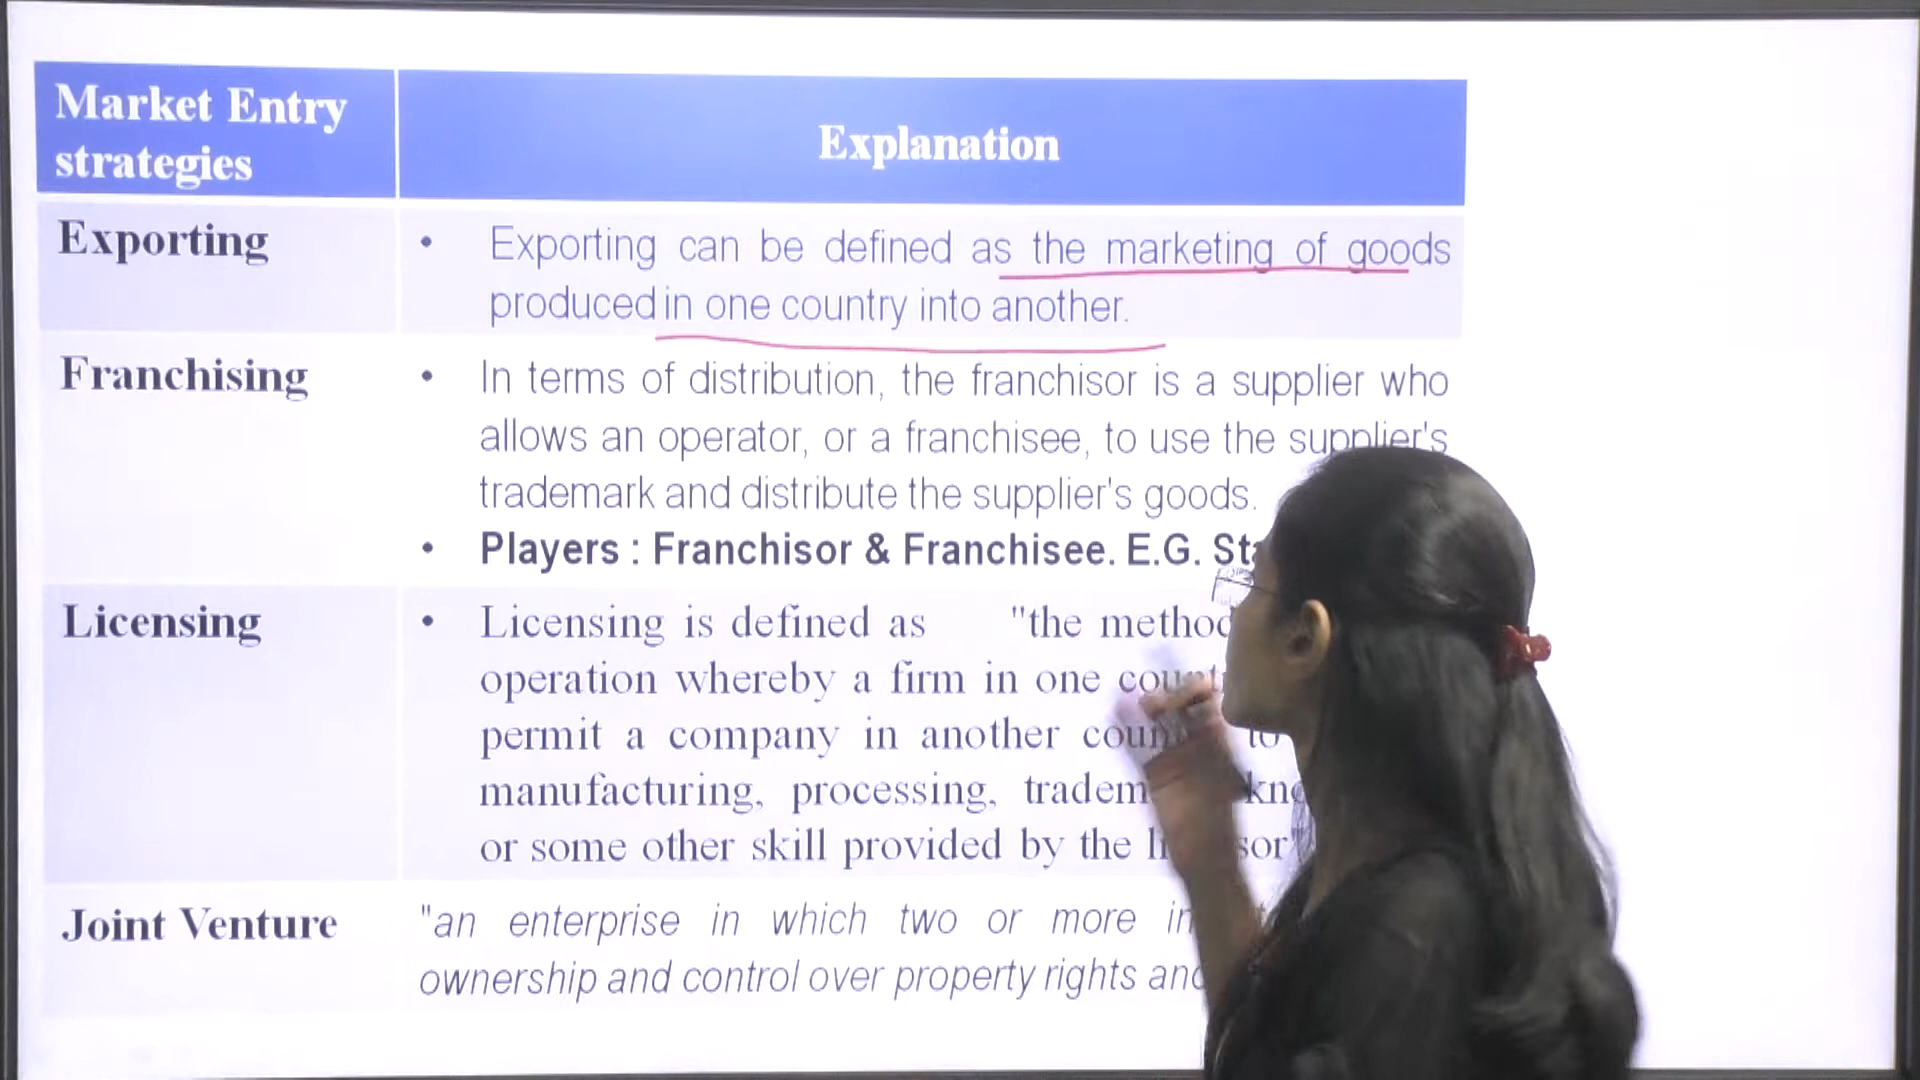 Market Entry
strategies
Explanation
Exporting
• Exporting can be defined as the marketing of goods
produced in one country into another.
Franchising
• In terms of distribution, the franchisor is a supplier who
allows an operator, or a franchisee, to use the supplier's
trademark and distribute the supplier's goods.
• Players : Franchisor & Franchisee. E.G.
Licensing
• Licensing is defined as "the
operation whereby a firm in one
permit a company in another
manufacturing, processing,
or some other skill provided by the
Joint Venture
"an enterprise in which two or more
ownership and control over property rights